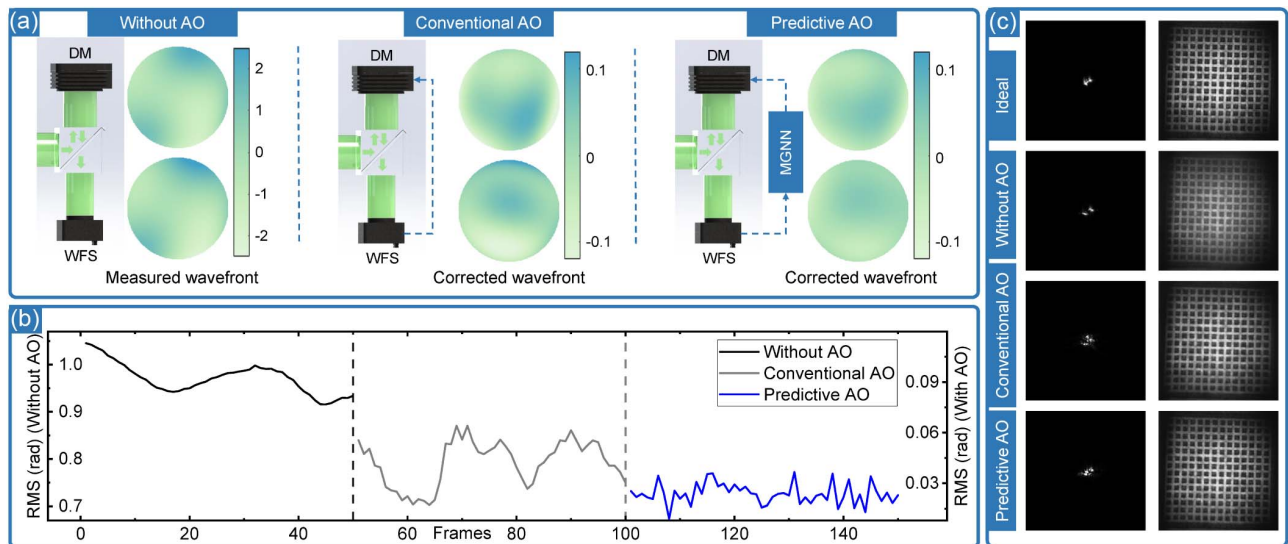 (a)
Without AO
Conventional AO
Predictive AO
DM
WFS
2
1
0
-1
-2
Measured wavefront
DM
WFS
0.1
0
-0.1
Corrected wavefront
DM
MGNN
WFS
0.1
0
-0.1
Corrected wavefront
(b)
RMS (rad) (Without AO)
1.0
0.9
0.8
0.7
0 20 40 60 80 100 120 140
Frames
Without AO
Conventional AO
Predictive AO
0.09
0.06
0.03
RMS (rad) (With AO)
(c)
Ideal
Without AO
Conventional AO
Predictive AO